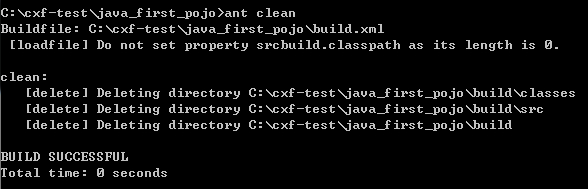 C:\cxf-test\java_first_pojo>ant clean
Buildfile: C:\cxf-test\java_first_pojo\build.xml
 [loadfile] Do not set property srcbuild.classpath as its length is 0.
clean:
   [delete] Deleting directory C:\cxf-test\java_first_pojo\build\classes
   [delete] Deleting directory C:\cxf-test\java_first_pojo\build\src
   [delete] Deleting directory C:\cxf-test\java_first_pojo\build
BUILD SUCCESSFUL
Total time: 0 seconds